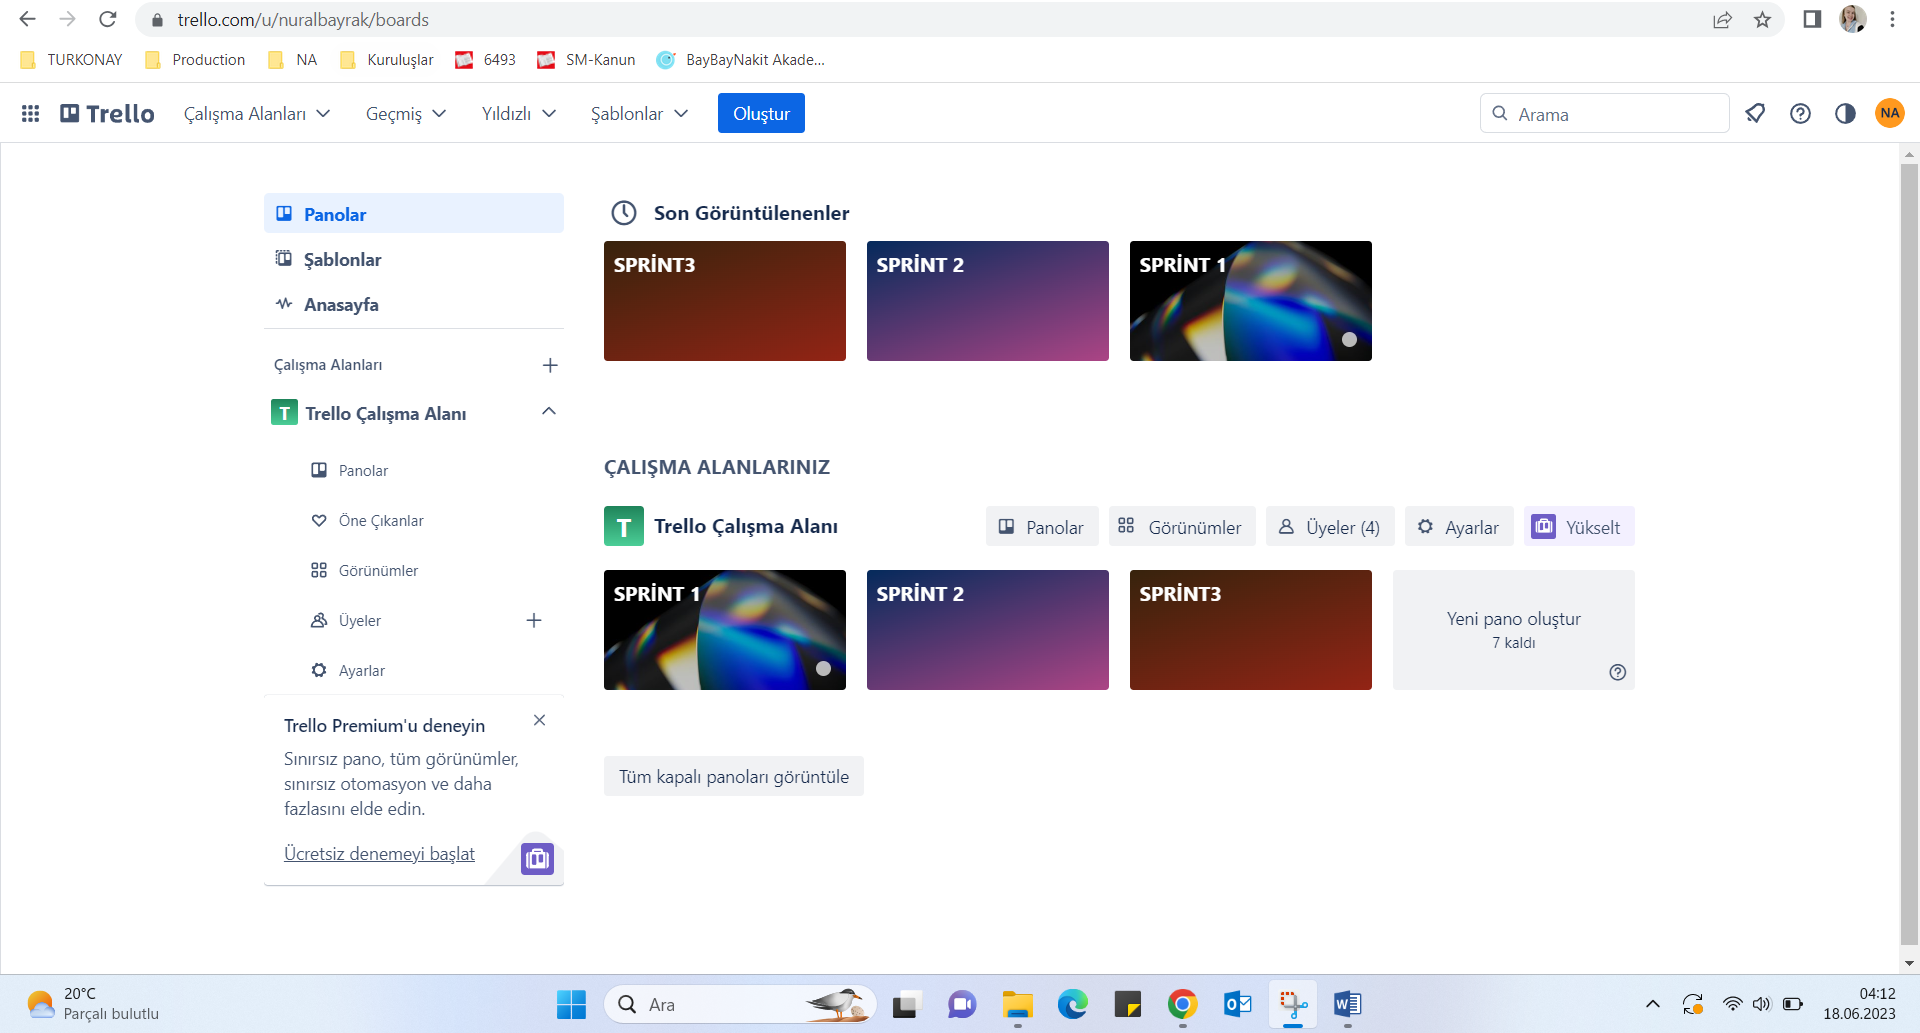 trello.com/u/nuralbayrak/boards
TURKONAY Production NA Kuruluşlar 6493 SM-Kanun BayBayNakit Akade...
Trello Çalışma Alanları Geçmiş Yıldızlı Şablonlar Oluştur Arama NA
Panolar
Şablonlar
Anasayfa
Çalışma Alanları
T Trello Çalışma Alanı
Panolar
Öne Çıkanlar
Görünümler
Üyeler
Ayarlar
Trello Premium'u deneyin
Sınırsız pano, tüm görünümler,
sınırsız otomasyon ve daha
fazlasını elde edin.
Ücretsiz denemeyi başlat
Son Görüntülenenler
SPRİNT3 SPRİNT 2 SPRİNT 1
ÇALIŞMA ALANLARINIZ
T Trello Çalışma Alanı Panolar Görünümler Üyeler (4) Ayarlar Yükselt
SPRİNT 1 SPRİNT 2 SPRİNT3
Yeni pano oluştur
7 kaldı
Tüm kapalı panoları görüntüle
20°C
Parçalı bulutlu
Ara
04:12
18.06.2023